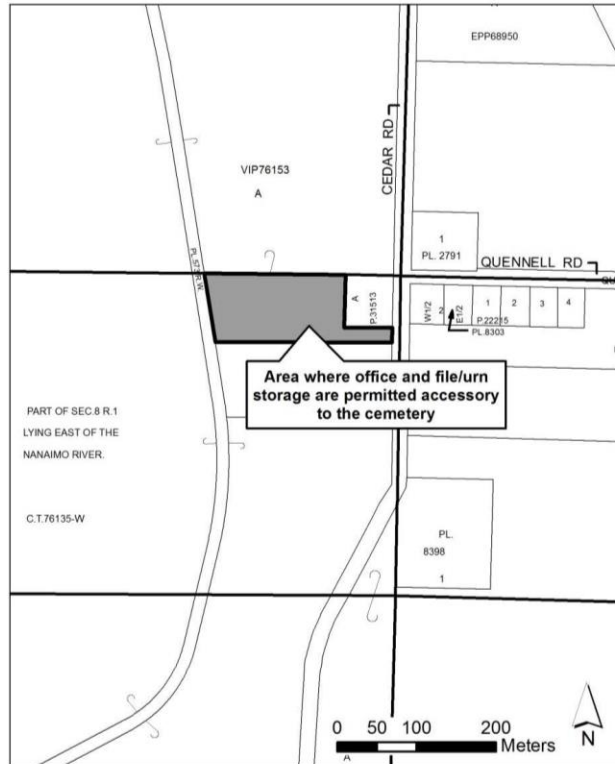 EPP68950
CEDAR RD
VIP76153
A
1
PL. 2791
QUENNELL RD
A
P.31513
W1/2
2
E1/2
1
2
3
4
P.22215
PL.8303
Area where office and file/urn
storage are permitted accessory
to the cemetery
PART OF SEC.8 R.1
LYING EAST OF THE
NANAIMO RIVER.
C.T.76135-W
PL.
8398
1
0 50 100 200
Meters
N
A